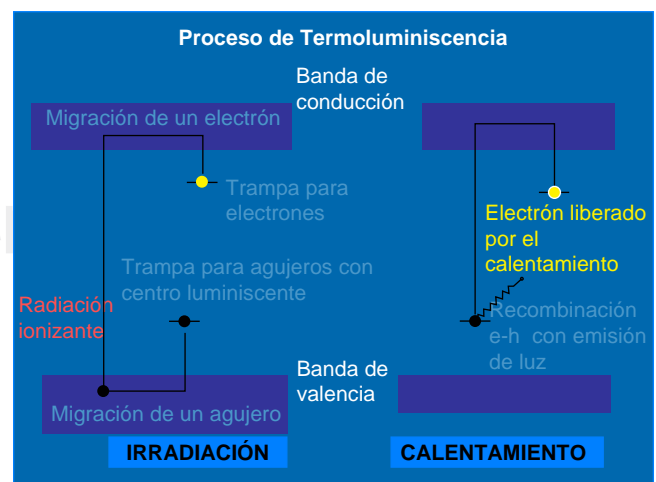 Proceso de Termoluminiscencia
Banda de
conducción
Migración de un electrón
Trampa para
electrones
Electrón liberado
por el
calentamiento
Trampa para agujeros con
centro luminiscente
Radiación
ionizante
Recombinación
e-h con emisión
de luz
Banda de
valencia
Migración de un agujero
IRRADIACIÓN
CALENTAMIENTO